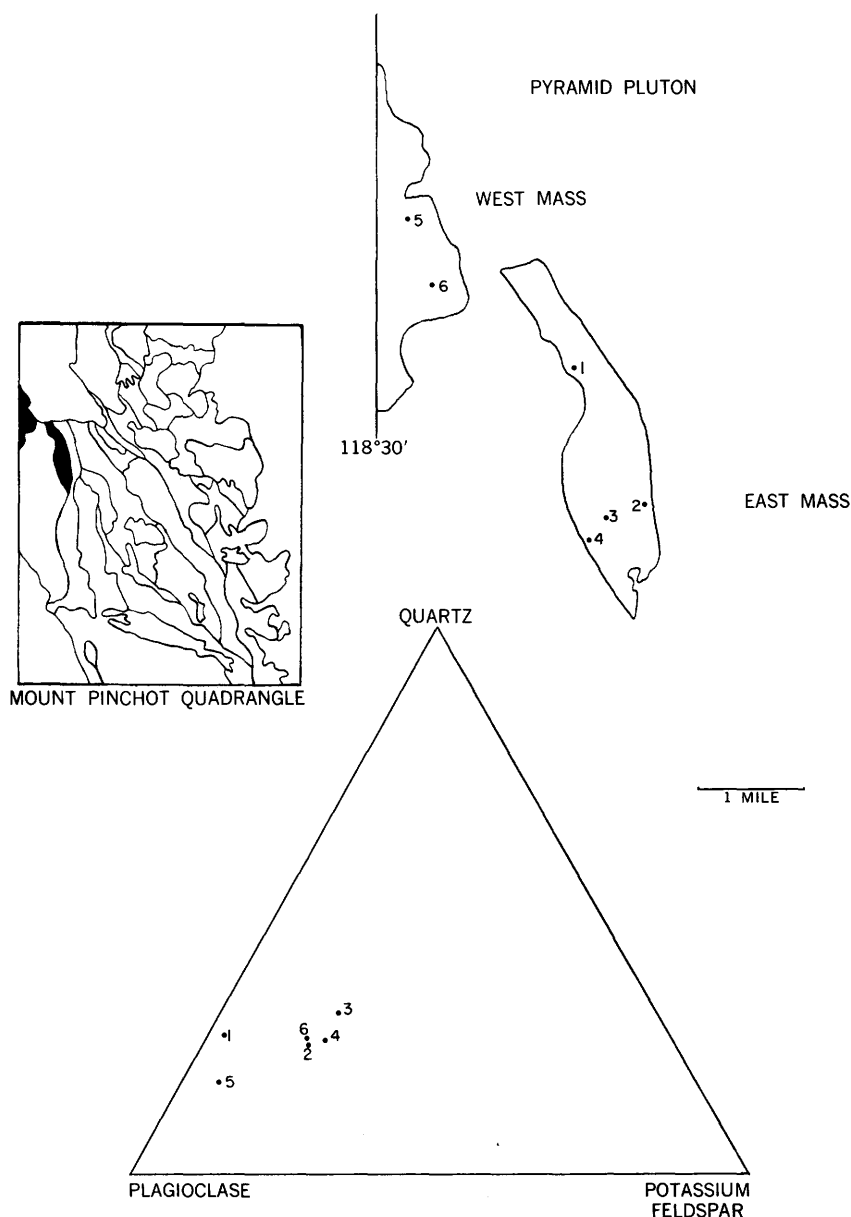 PYRAMID PLUTON
WEST MASS
5
6
118°30'
1
2
3
4
EAST MASS
MOUNT PINCHOT QUADRANGLE
1 MILE
QUARTZ
3
1
6
4
2
5
PLAGIOCLASE
POTASSIUM
FELDSPAR